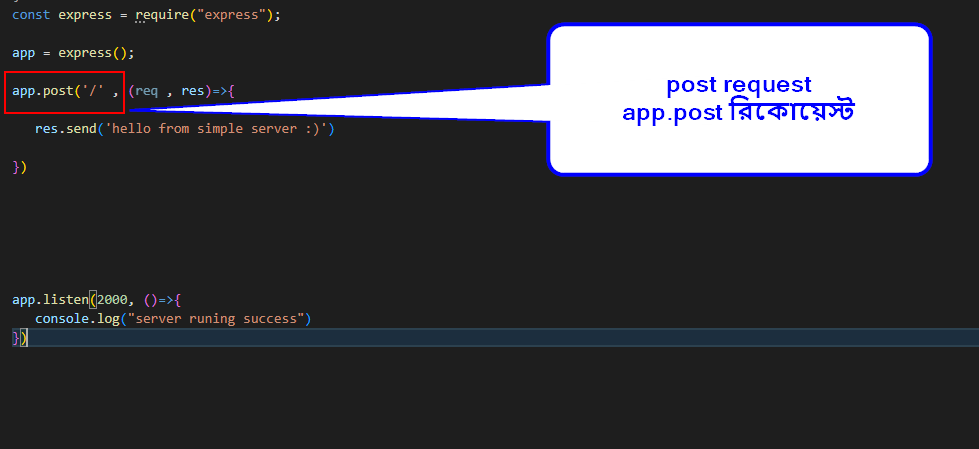 const express = require("express");
app = express();
app.post('/' , (req , res)=>{
res.send('hello from simple server :)')
})
app.listen(2000, ()=>{
console.log("server runing success")
})
post request
app.post রিকোয়েস্ট